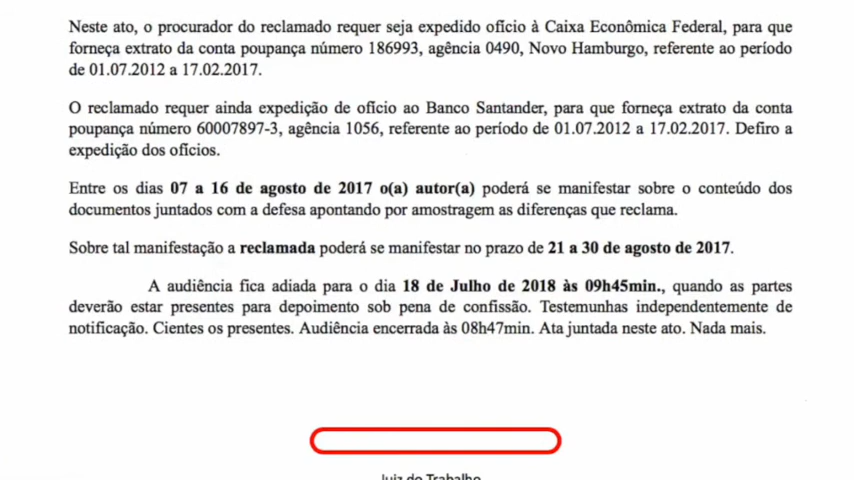 Neste ato, o procurador do reclamado requer seja expedido ofício à Caixa Econômica Federal, para que
forneça extrato da conta poupança número 186993, agência 0490, Novo Hamburgo, referente ao período
de 01.07.2012 a 17.02.2017.
O reclamado requer ainda expedição de ofício ao Banco Santander, para que forneça extrato da conta
poupança número 60007897-3, agência 1056, referente ao período de 01.07.2012 a 17.02.2017. Defiro a
expedição dos ofícios.
Entre os dias 07 a 16 de agosto de 2017 o(a) autor(a) poderá se manifestar sobre o conteúdo dos
documentos juntados com a defesa apontando por amostragem as diferenças que reclama.
Sobre tal manifestação a reclamada poderá se manifestar no prazo de 21 a 30 de agosto de 2017.
A audiência fica adiada para o dia 18 de Julho de 2018 às 09h45min., quando as partes
deverão estar presentes para depoimento sob pena de confissão. Testemunhas independentemente de
notificação. Cientes os presentes. Audiência encerrada às 08h47min. Ata juntada neste ato. Nada mais.
Juiz do Trabalho